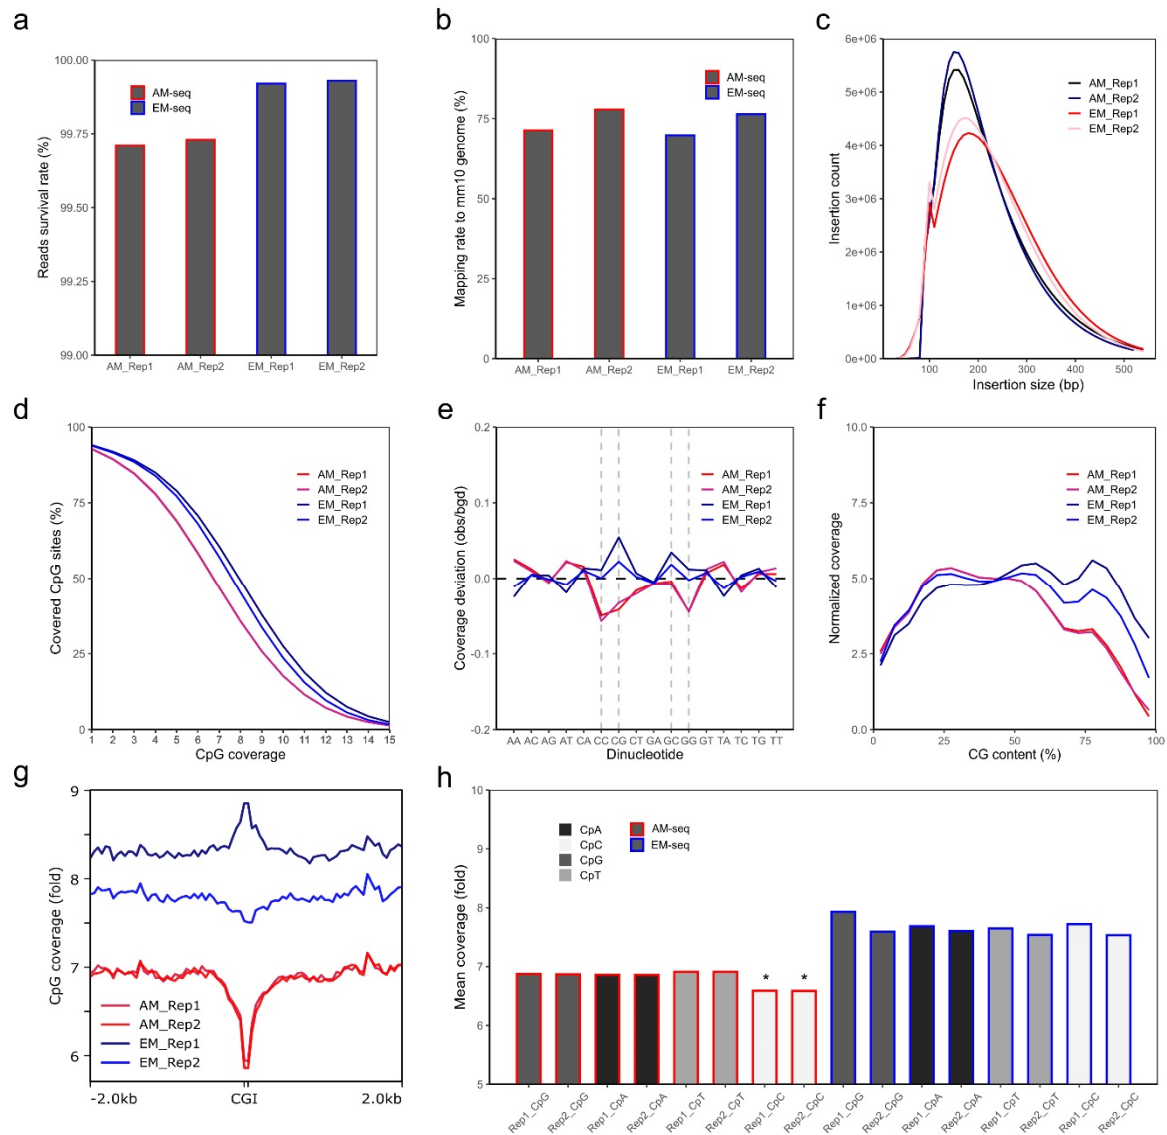 a
Reads survival rate (%)
100.00
99.75
99.50
99.25
99.00
AM-seq
EM-seq
AM_Rep1 AM_Rep2 EM_Rep1 EM_Rep2
b
Mapping rate to mm10 genome (%)
100
75
50
25
0
AM-seq
EM-seq
AM_Rep1 AM_Rep2 EM_Rep1 EM_Rep2
c
Insertion count
6e+06
5e+06
4e+06
3e+06
2e+06
1e+06
0e+00
AM_Rep1
AM_Rep2
EM_Rep1
EM_Rep2
100 200 300 400 500
Insertion size (bp)
d
Covered CpG sites (%)
100
75
50
25
0
AM_Rep1
AM_Rep2
EM_Rep1
EM_Rep2
1 2 3 4 5 6 7 8 9 10 11 12 13 14 15
CpG coverage
e
Coverage deviation (obs/bgd)
0.2
0.1
0.0
-0.1
-0.2
AM_Rep1
AM_Rep2
EM_Rep1
EM_Rep2
AA AC AG AT CA CC CG CT GA GC GG GT TA TC TG TT
Dinucleotide
f
Normalized coverage
10.0
7.5
5.0
2.5
0.0
AM_Rep1
AM_Rep2
EM_Rep1
EM_Rep2
0 25 50 75 100
CG content (%)
g
CpG coverage (fold)
9
8
7
6
AM_Rep1
AM_Rep2
EM_Rep1
EM_Rep2
-2.0kb CGI 2.0kb
h
Mean coverage (fold)
10
9
8
7
6
5
CpA
CpC
CpG
CpT
AM-seq
EM-seq
* *
Rep1_CpG Rep2_CpG Rep1_CpA Rep2_CpA Rep1_CpT Rep2_CpT Rep1_CpC Rep2_CpC Rep1_CpG Rep2_CpG Rep1_CpA Rep2_CpA Rep1_CpT Rep2_CpT Rep1_CpC Rep2_CpC